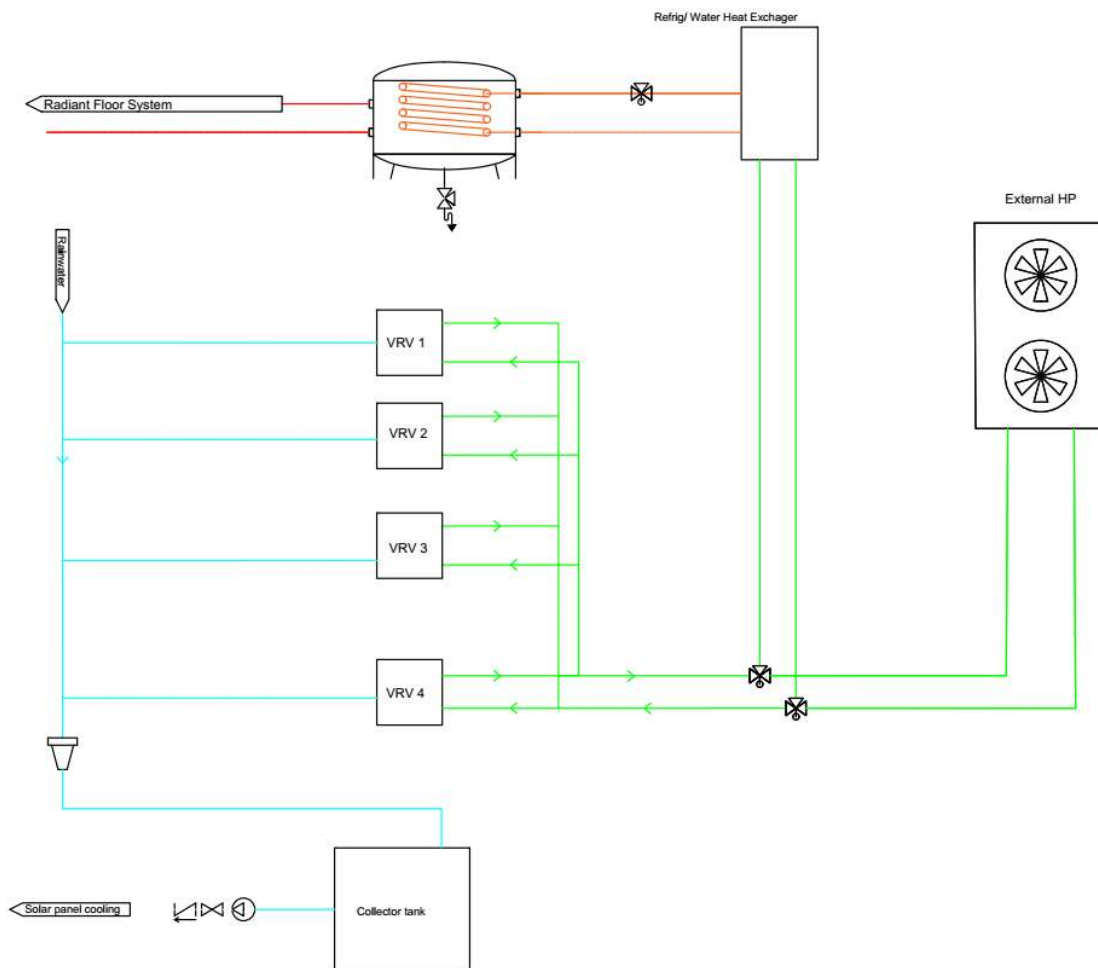 Refrig/ Water Heat Exchager
Radiant Floor System
External HP
Rainwater
VRV 1
VRV 2
VRV 3
VRV 4
Solar panel cooling
Collector tank